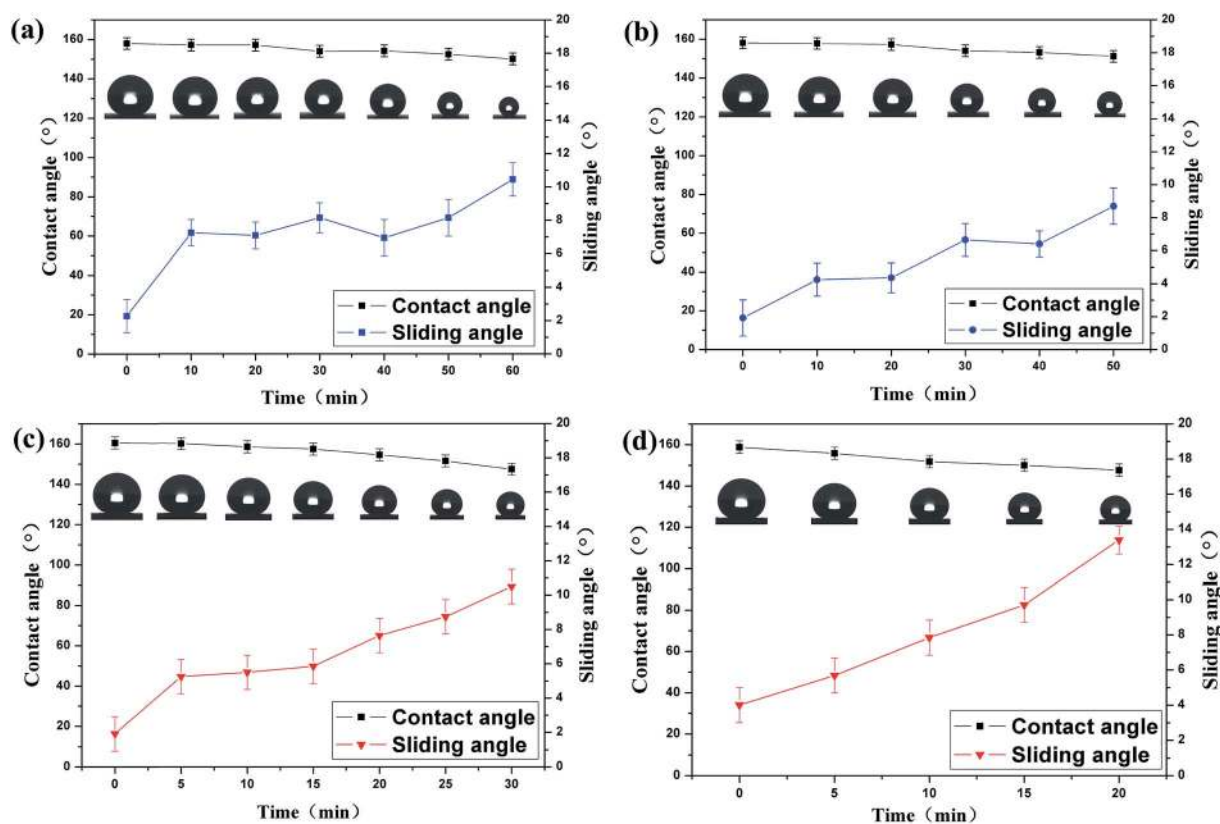 (a)
Contact angle (°)
0
20
40
60
80
100
120
140
160
0
2
4
6
8
10
12
14
16
18
20
Sliding angle (°)
Contact angle
Sliding angle
0 10 20 30 40 50 60
Time（min）
(b)
Contact angle (°)
0
20
40
60
80
100
120
140
160
0
2
4
6
8
10
12
14
16
18
20
Sliding angle (°)
Contact angle
Sliding angle
0 10 20 30 40 50
Time（min）
(c)
Contact angle (°)
0
20
40
60
80
100
120
140
160
0
2
4
6
8
10
12
14
16
18
20
Sliding angle (°)
Contact angle
Sliding angle
0 5 10 15 20 25 30
Time（min）
(d)
Contact angle (°)
0
20
40
60
80
100
120
140
160
0
2
4
6
8
10
12
14
16
18
20
Sliding angle (°)
Contact angle
Sliding angle
0 5 10 15 20
Time（min）